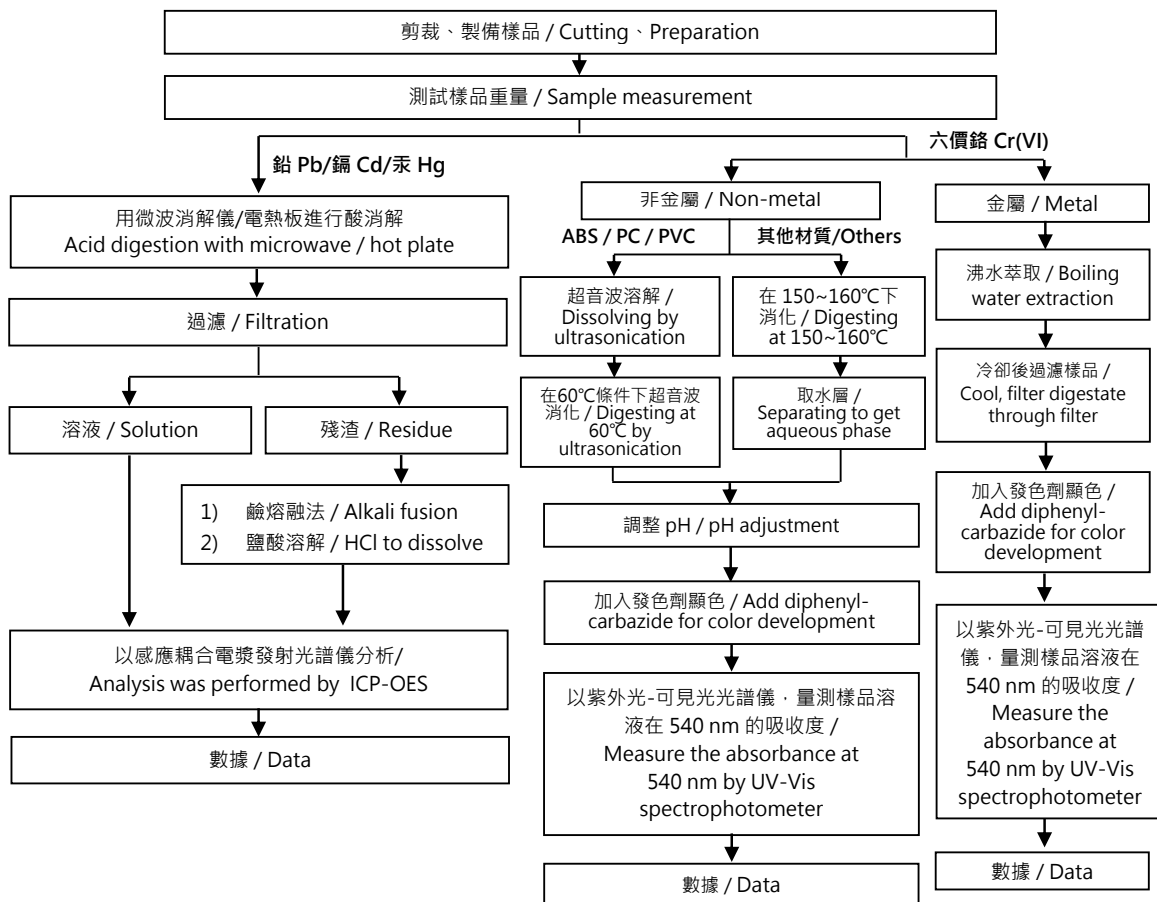 剪裁、製備樣品 / Cutting、Preparation
測試樣品重量 / Sample measurement
鉛 Pb/鎘 Cd/汞 Hg
六價鉻 Cr(VI)
用微波消解儀/電熱板進行酸消解
Acid digestion with microwave / hot plate
過濾 / Filtration
溶液 / Solution
殘渣 / Residue
1) 鹼熔融法 / Alkali fusion
2) 鹽酸溶解 / HCl to dissolve
以感應耦合電漿發射光譜儀分析/
Analysis was performed by ICP-OES
數據 / Data
非金屬 / Non-metal
ABS / PC / PVC
其他材質/Others
超音波溶解 /
Dissolving by
ultrasonication
在60℃條件下超音波
消化 / Digesting at
60℃ by
ultrasonication
在 150~160℃下
消化 / Digesting
at 150~160℃
取水層 /
Separating to get
aqueous phase
調整 pH / pH adjustment
加入發色劑顯色 / Add diphenyl-
carbazide for color development
以紫外光-可見光光譜儀，量測樣品溶
液在 540 nm 的吸收度 /
Measure the absorbance at
540 nm by UV-Vis
spectrophotometer
數據 / Data
金屬 / Metal
沸水萃取 / Boiling
water extraction
冷卻後過濾樣品 /
Cool, filter digestate
through filter
加入發色劑顯色 /
Add diphenyl-
carbazide for color
development
以紫外光-可見光光譜
儀，量測樣品溶液在
540 nm 的吸收度 /
Measure the
absorbance at
540 nm by UV-Vis
spectrophotometer
數據 / Data